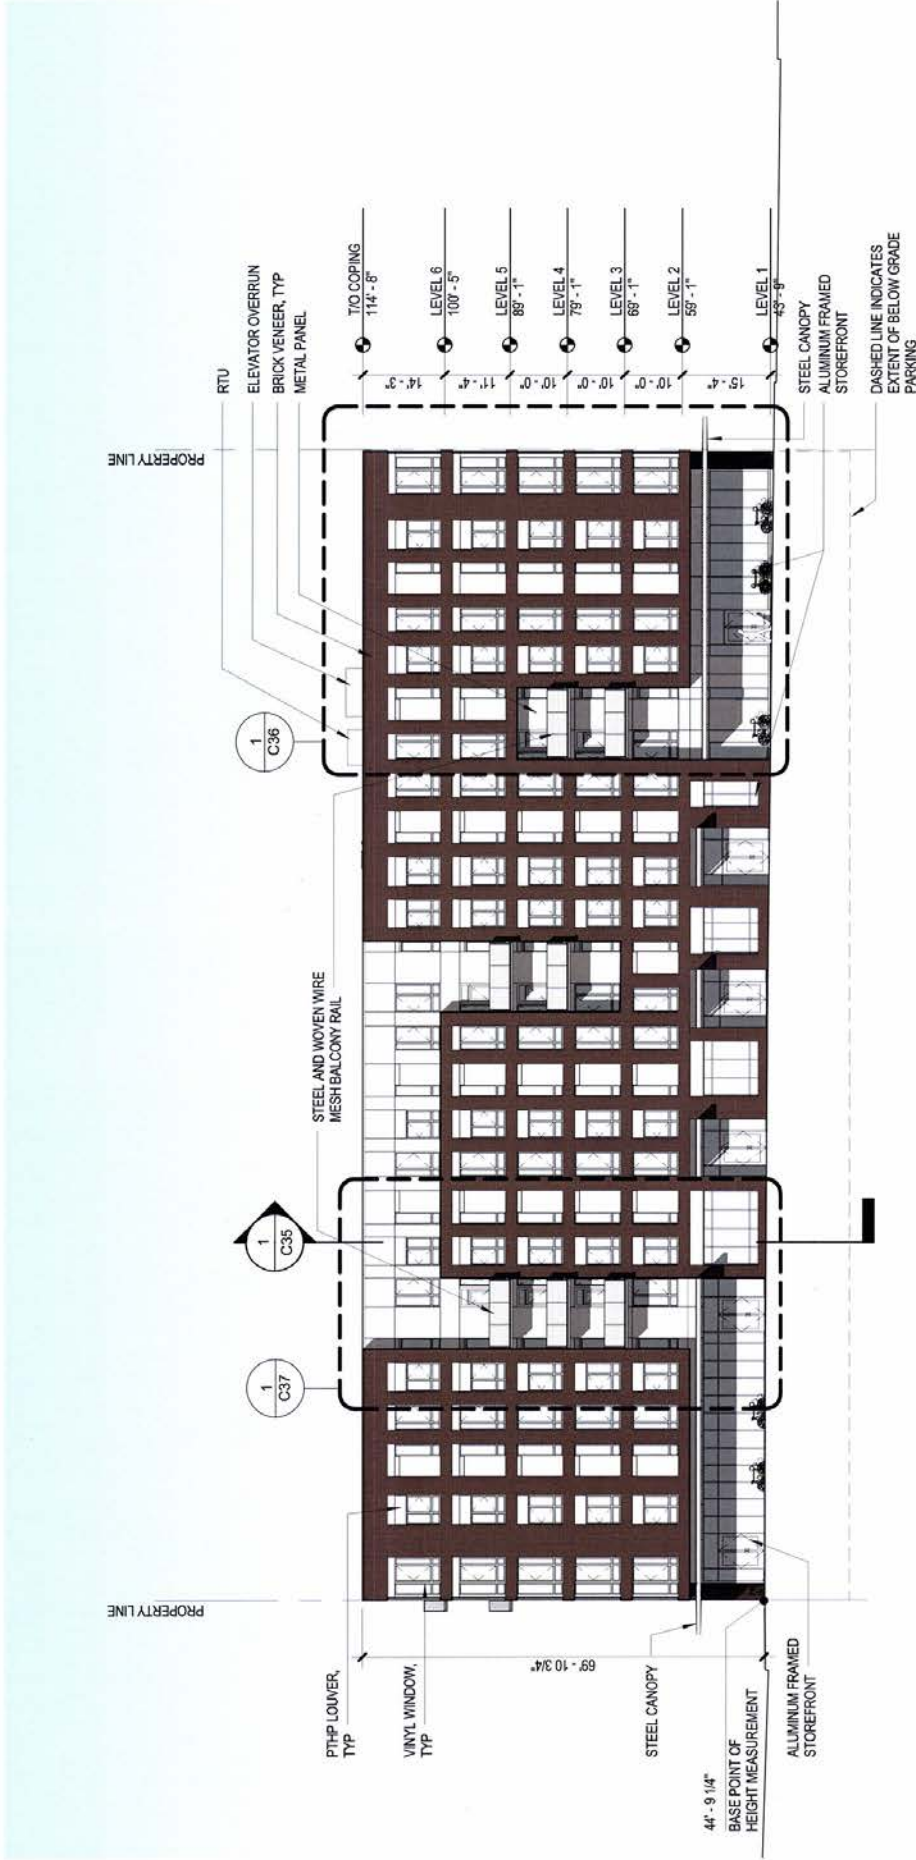 PROPERTY LINE
PROPERTY LINE
RTU
ELEVATOR OVERRUN
BRICK VENEER, TYP
METAL PANEL
1
C36
STEEL AND WOVEN WIRE
MESH BALCONY RAIL
1
C35
1
C37
PTHP LOUVER,
TYP
VINYL WINDOW,
TYP
69' - 10 3/4"
STEEL CANOPY
44' - 9 1/4"
BASE POINT OF
HEIGHT MEASUREMENT
ALUMINUM FRAMED
STOREFRONT
T/O COPING
114' - 8"
14' - 3"
LEVEL 6
100' - 5"
11' - 4"
LEVEL 5
89' - 1"
10' - 0"
LEVEL 4
79' - 1"
10' - 0"
LEVEL 3
69' - 1"
10' - 0"
LEVEL 2
59' - 1"
15' - 4"
LEVEL 1
43' - 9"
STEEL CANOPY
ALUMINUM FRAMED
STOREFRONT
DASHED LINE INDICATES
EXTENT OF BELOW GRADE
PARKING